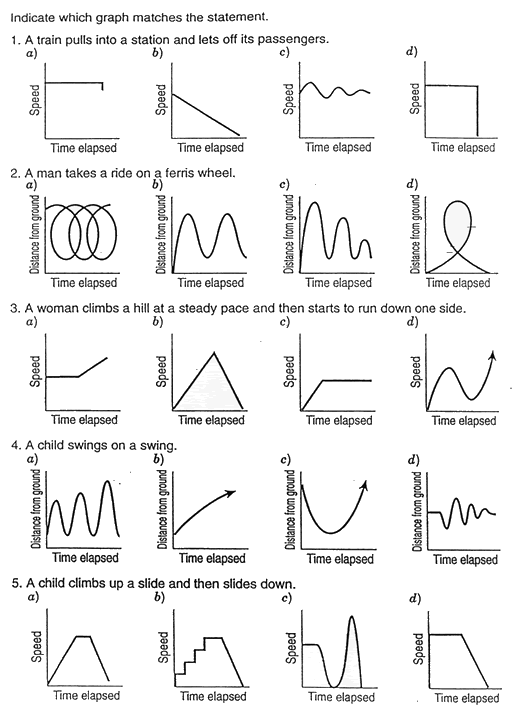 Indicate which graph matches the statement.
1. A train pulls into a station and lets off its passengers.
a) b) c) d)
Speed Speed Speed Speed
Time elapsed Time elapsed Time elapsed Time elapsed
2. A man takes a ride on a ferris wheel.
a) b) c) d)
Distance from ground Distance from ground Distance from ground Distance from ground
Time elapsed Time elapsed Time elapsed Time elapsed
3. A woman climbs a hill at a steady pace and then starts to run down one side.
a) b) c) d)
Speed Speed Speed Speed
Time elapsed Time elapsed Time elapsed Time elapsed
4. A child swings on a swing.
a) b) c) d)
Distance from ground Distance from ground Distance from ground Distance from ground
Time elapsed Time elapsed Time elapsed Time elapsed
5. A child climbs up a slide and then slides down.
a) b) c) d)
Speed Speed Speed Speed
Time elapsed Time elapsed Time elapsed Time elapsed